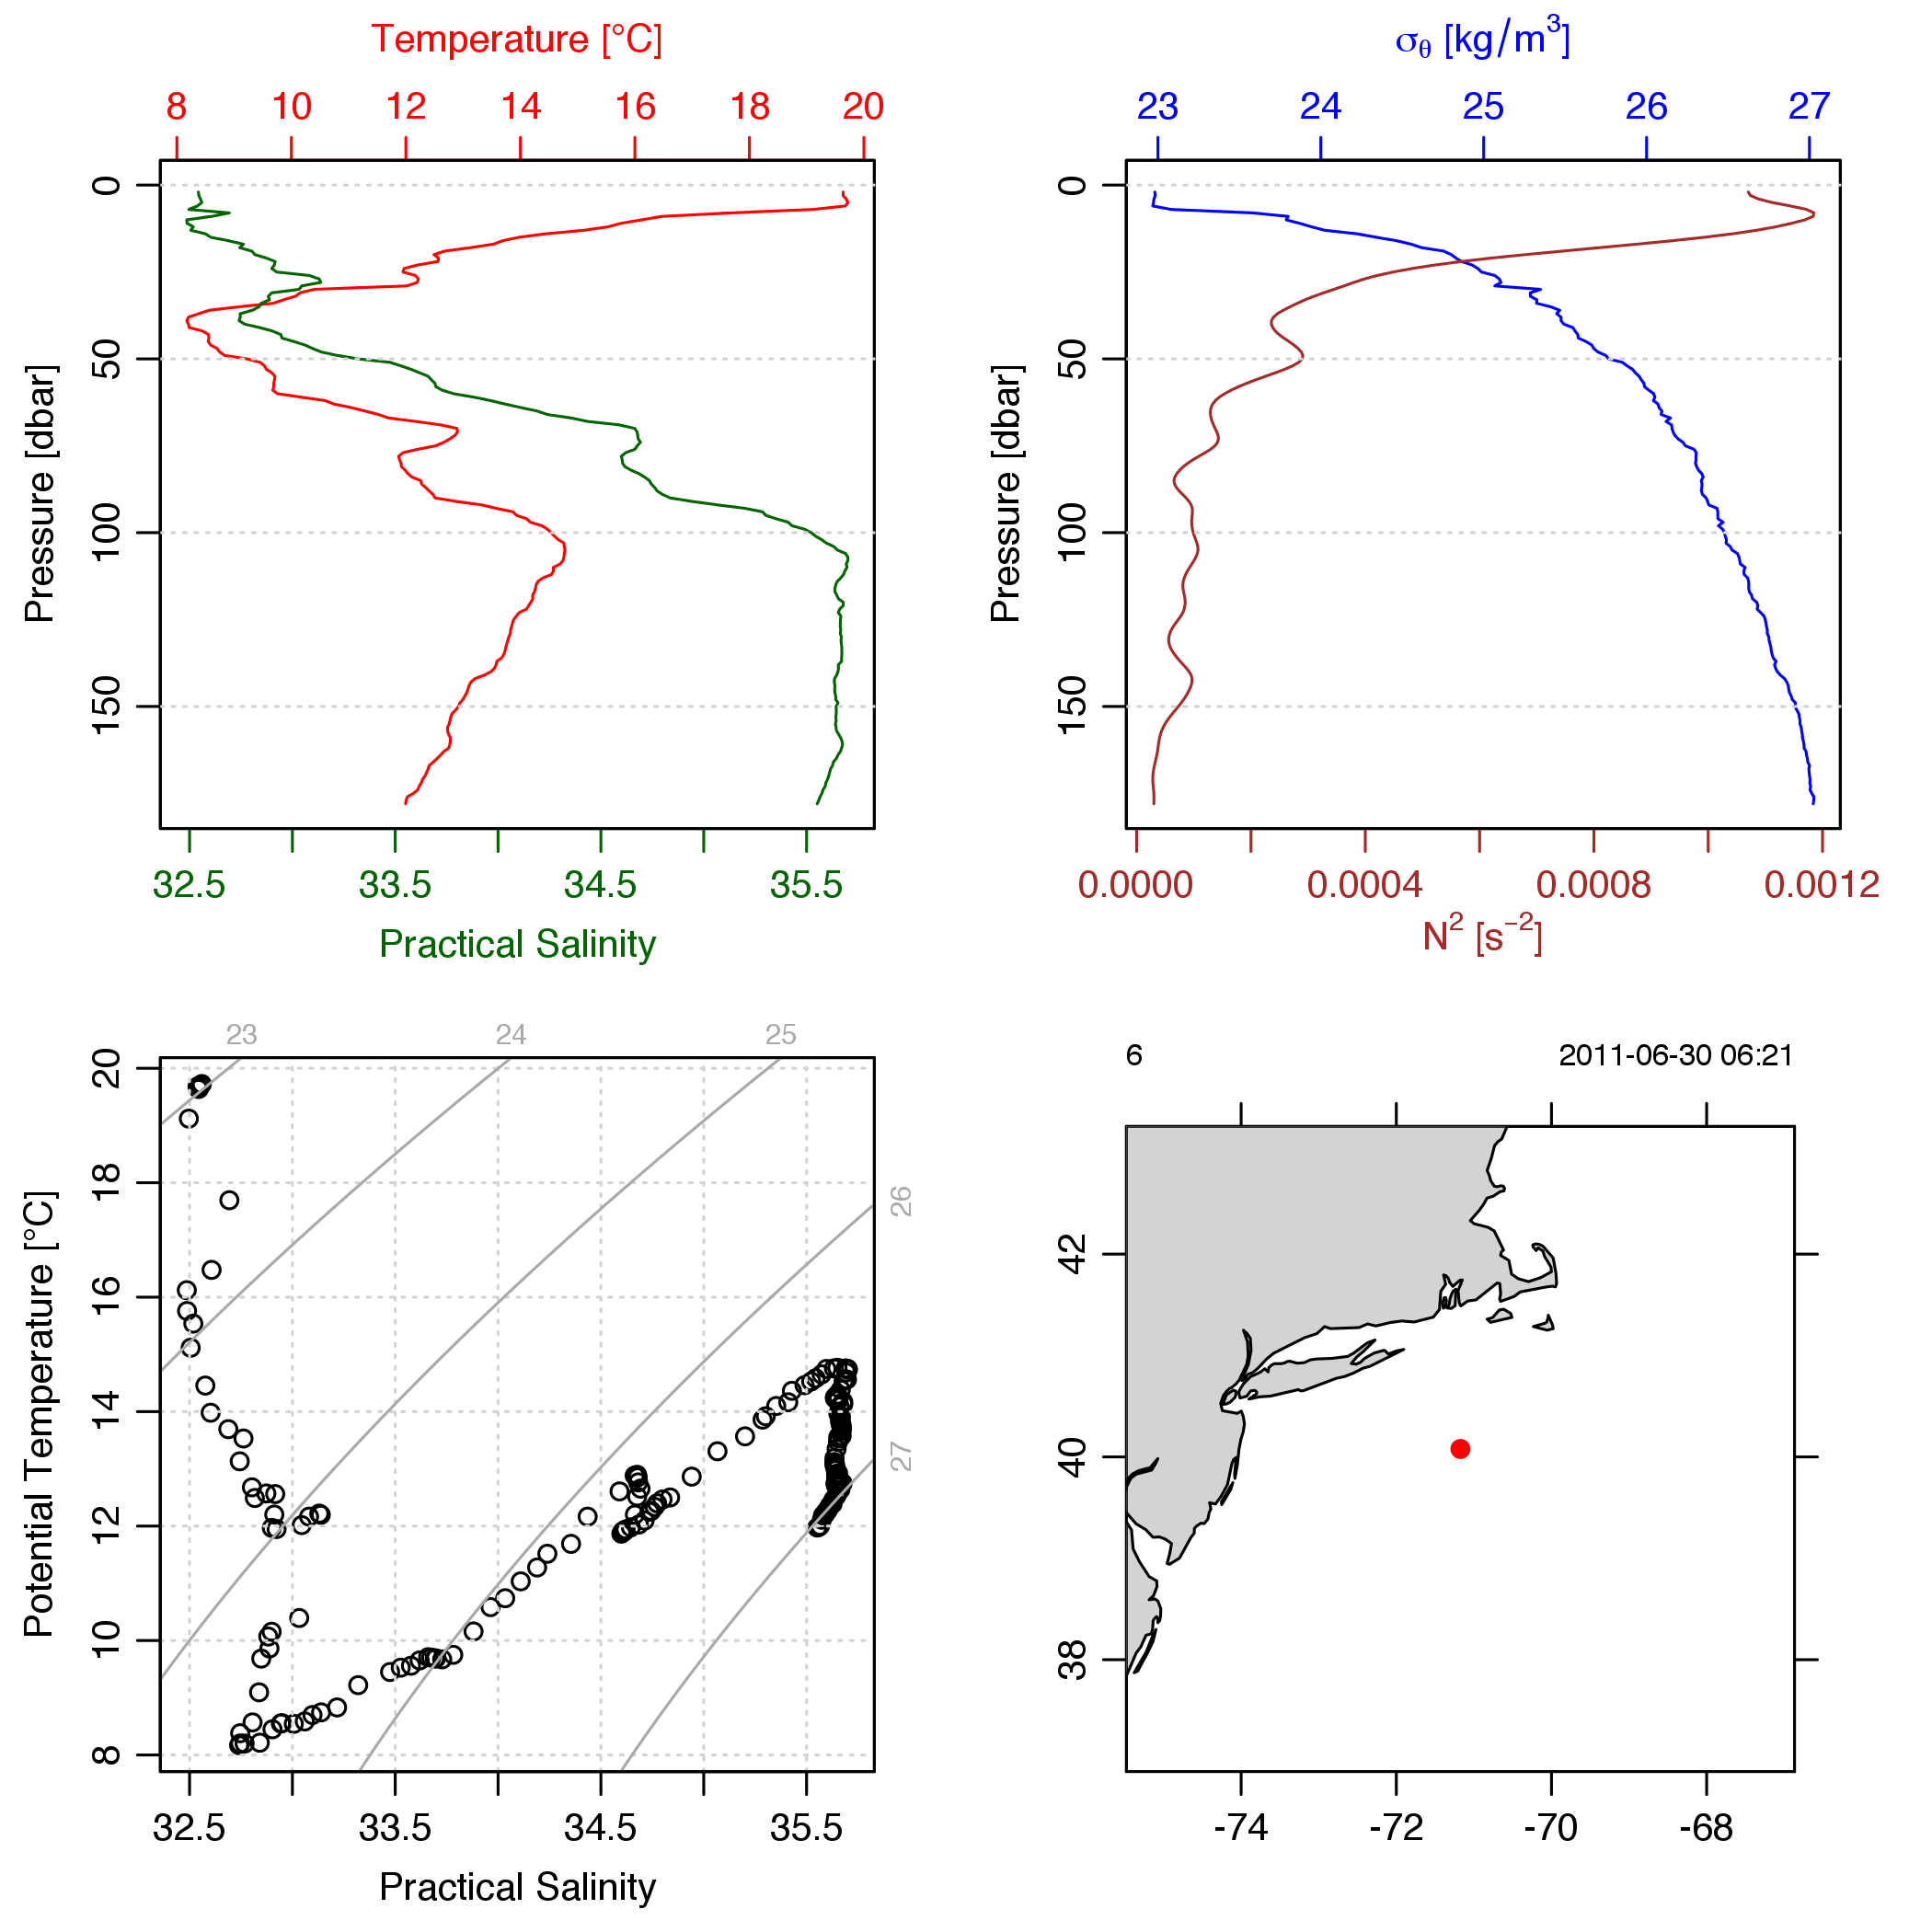 Temperature [°C]
8 10 12 14 16 18 20
0
50
100
150
Pressure [dbar]
32.5 33.5 34.5 35.5
Practical Salinity
σθ [kg/m³]
23 24 25 26 27
0
50
100
150
Pressure [dbar]
0.0000 0.0004 0.0008 0.0012
N² [s⁻²]
23 24 25
26
27
20
18
16
14
12
10
8
Potential Temperature [°C]
32.5 33.5 34.5 35.5
Practical Salinity
6 2011-06-30 06:21
42
40
38
-74 -72 -70 -68